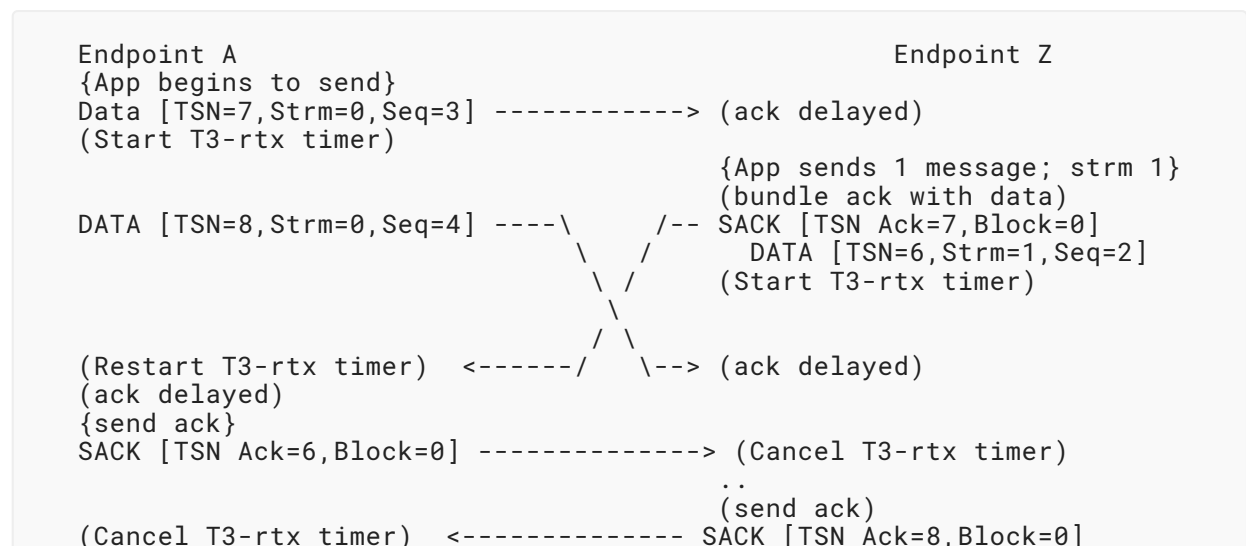 Endpoint A                                         Endpoint Z
{App begins to send}
Data [TSN=7,Strm=0,Seq=3] ------------> (ack delayed)
(Start T3-rtx timer)
                                        {App sends 1 message; strm 1}
                                        (bundle ack with data)
DATA [TSN=8,Strm=0,Seq=4] ----\     /-- SACK [TSN Ack=7,Block=0]
                               \   /      DATA [TSN=6,Strm=1,Seq=2]
                                \ /     (Start T3-rtx timer)
                                 \
                                / \
(Restart T3-rtx timer)  <------/   \--> (ack delayed)
(ack delayed)
{send ack}
SACK [TSN Ack=6,Block=0] --------------> (Cancel T3-rtx timer)
                                        ..
                                        (send ack)
(Cancel T3-rtx timer)  <-------------- SACK [TSN Ack=8,Block=0]